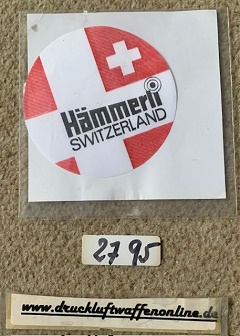 Hämmerli
SWITZERLAND
27 95
www.druckluftwaffenonline.de